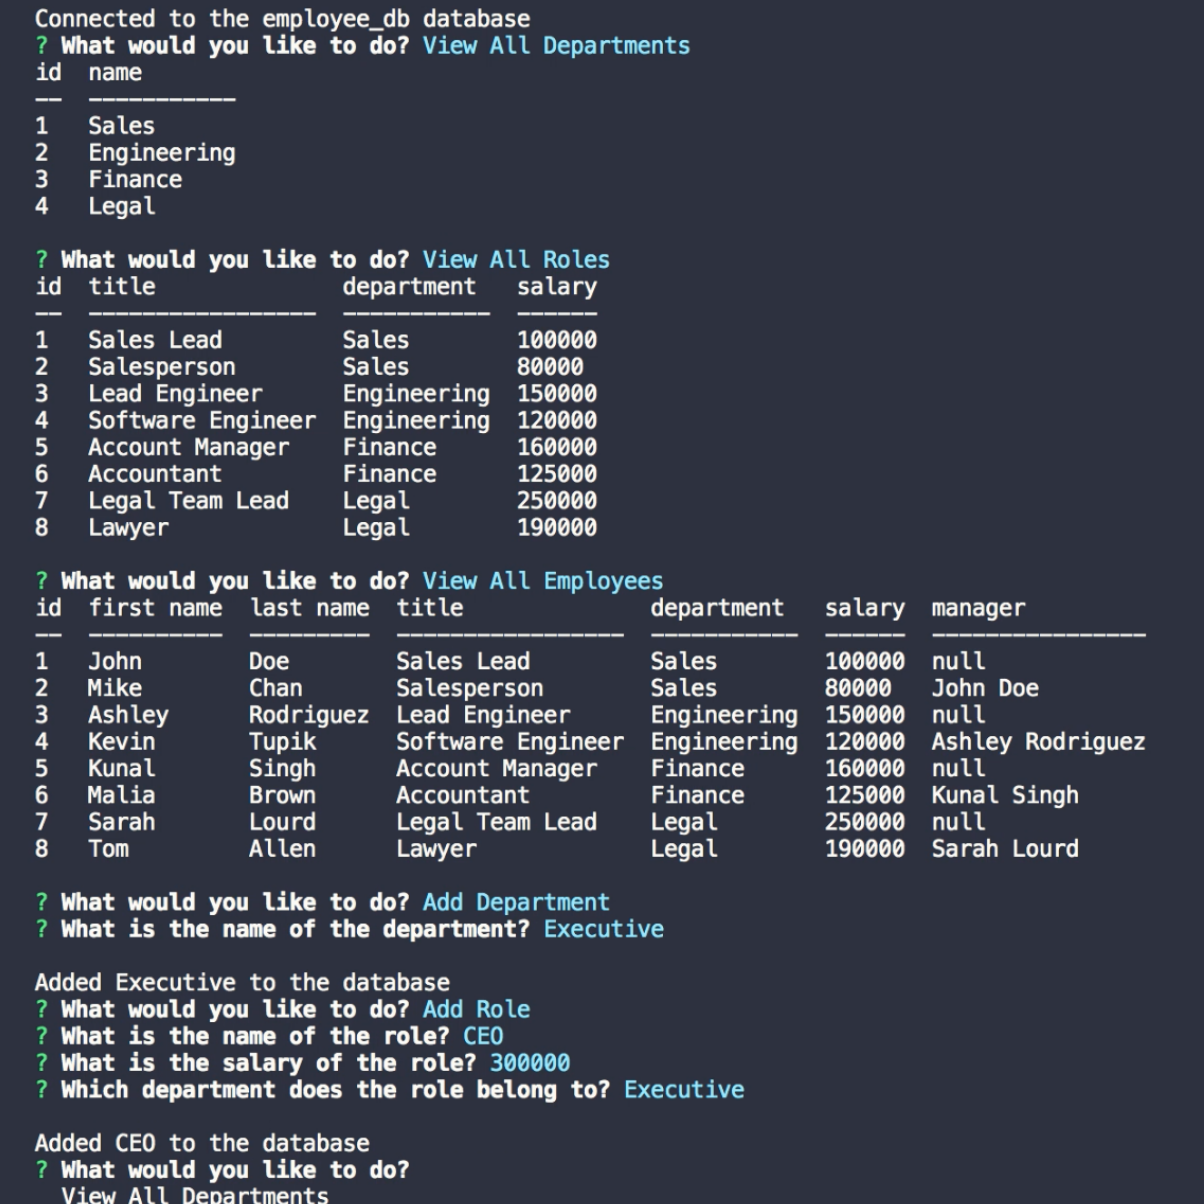 Connected to the employee_db database
? What would you like to do? View All Departments
id  name
--  -----------
1   Sales
2   Engineering
3   Finance
4   Legal
? What would you like to do? View All Roles
id  title              department   salary
--  -----------------  -----------  ------
1   Sales Lead         Sales        100000
2   Salesperson        Sales        80000
3   Lead Engineer      Engineering  150000
4   Software Engineer  Engineering  120000
5   Account Manager    Finance      160000
6   Accountant         Finance      125000
7   Legal Team Lead    Legal        250000
8   Lawyer             Legal        190000
? What would you like to do? View All Employees
id  first name  last name  title              department   salary  manager
--  ----------  ---------  -----------------  -----------  ------  ----------------
1   John        Doe        Sales Lead         Sales        100000  null
2   Mike        Chan       Salesperson        Sales        80000   John Doe
3   Ashley      Rodriguez  Lead Engineer      Engineering  150000  null
4   Kevin       Tupik      Software Engineer  Engineering  120000  Ashley Rodriguez
5   Kunal       Singh      Account Manager    Finance      160000  null
6   Malia       Brown      Accountant         Finance      125000  Kunal Singh
7   Sarah       Lourd      Legal Team Lead    Legal        250000  null
8   Tom         Allen      Lawyer             Legal        190000  Sarah Lourd
? What would you like to do? Add Department
? What is the name of the department? Executive
Added Executive to the database
? What would you like to do? Add Role
? What is the name of the role? CEO
? What is the salary of the role? 300000
? Which department does the role belong to? Executive
Added CEO to the database
? What would you like to do?
View All Departments